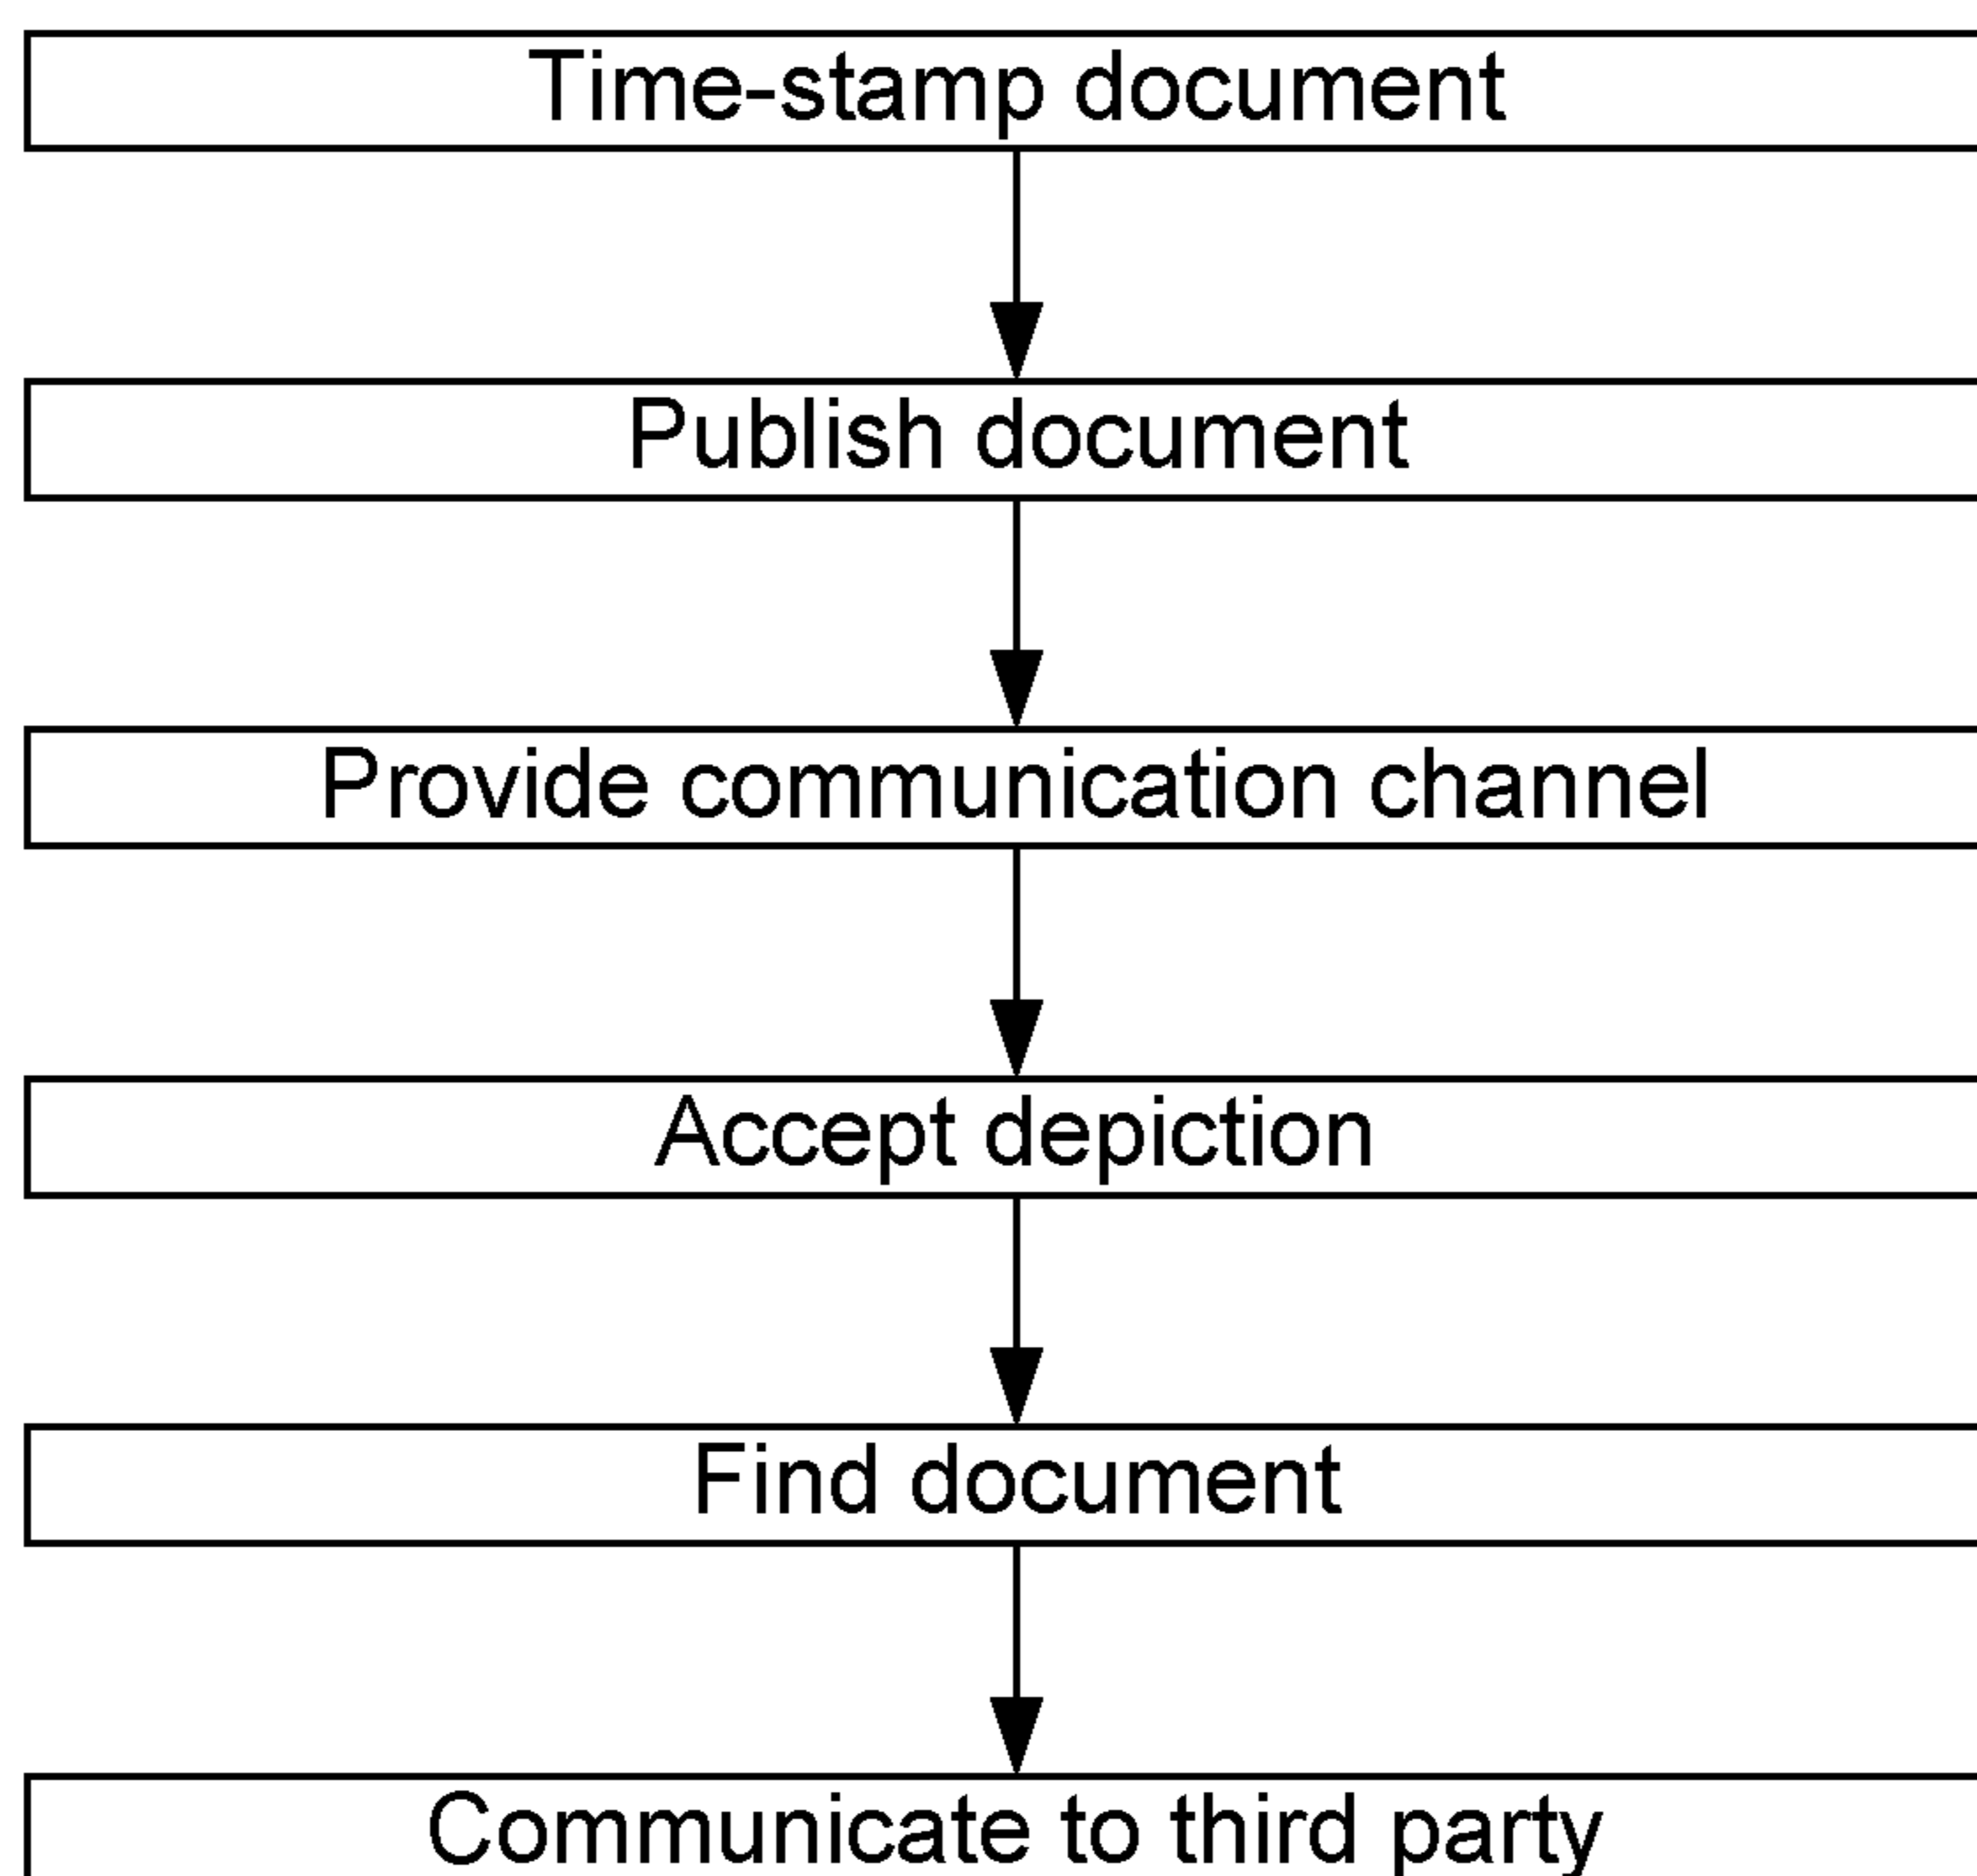 Time-stamp document
Publish document
Provide communication channel
Accept depiction
Find document
Communicate to third party